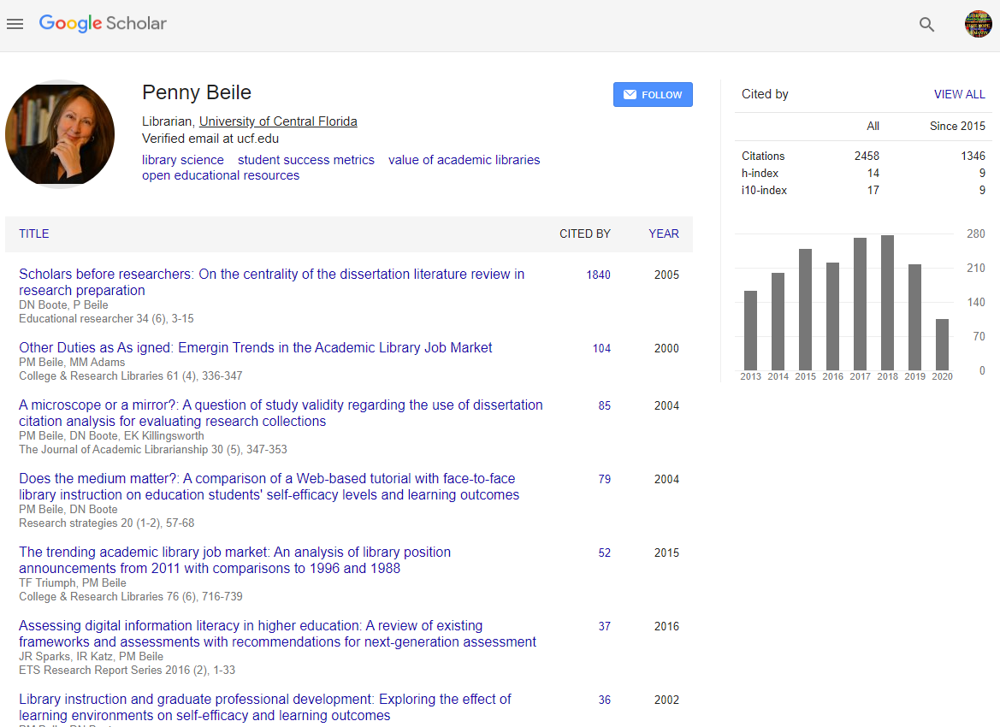 Google Scholar
Penny Beile
FOLLOW
Librarian, University of Central Florida
Verified email at ucf.edu
library science student success metrics value of academic libraries
open educational resources
TITLE CITED BY YEAR
Scholars before researchers: On the centrality of the dissertation literature review in 1840 2005
research preparation
DN Boote, P Beile
Educational researcher 34 (6), 3-15
Other Duties as As igned: Emergin Trends in the Academic Library Job Market 104 2000
PM Beile, MM Adams
College & Research Libraries 61 (4), 336-347
A microscope or a mirror?: A question of study validity regarding the use of dissertation 85 2004
citation analysis for evaluating research collections
PM Beile, DN Boote, EK Killingsworth
The Journal of Academic Librarianship 30 (5), 347-353
Does the medium matter?: A comparison of a Web-based tutorial with face-to-face 79 2004
library instruction on education students' self-efficacy levels and learning outcomes
PM Beile, DN Boote
Research strategies 20 (1-2), 57-68
The trending academic library job market: An analysis of library position 52 2015
announcements from 2011 with comparisons to 1996 and 1988
TF Triumph, PM Beile
College & Research Libraries 76 (6), 716-739
Assessing digital information literacy in higher education: A review of existing 37 2016
frameworks and assessments with recommendations for next-generation assessment
JR Sparks, IR Katz, PM Beile
ETS Research Report Series 2016 (2), 1-33
Library instruction and graduate professional development: Exploring the effect of 36 2002
learning environments on self-efficacy and learning outcomes
Cited by VIEW ALL
All Since 2015
Citations 2458 1346
h-index 14 9
i10-index 17 9
280
210
140
70
0
2013 2014 2015 2016 2017 2018 2019 2020